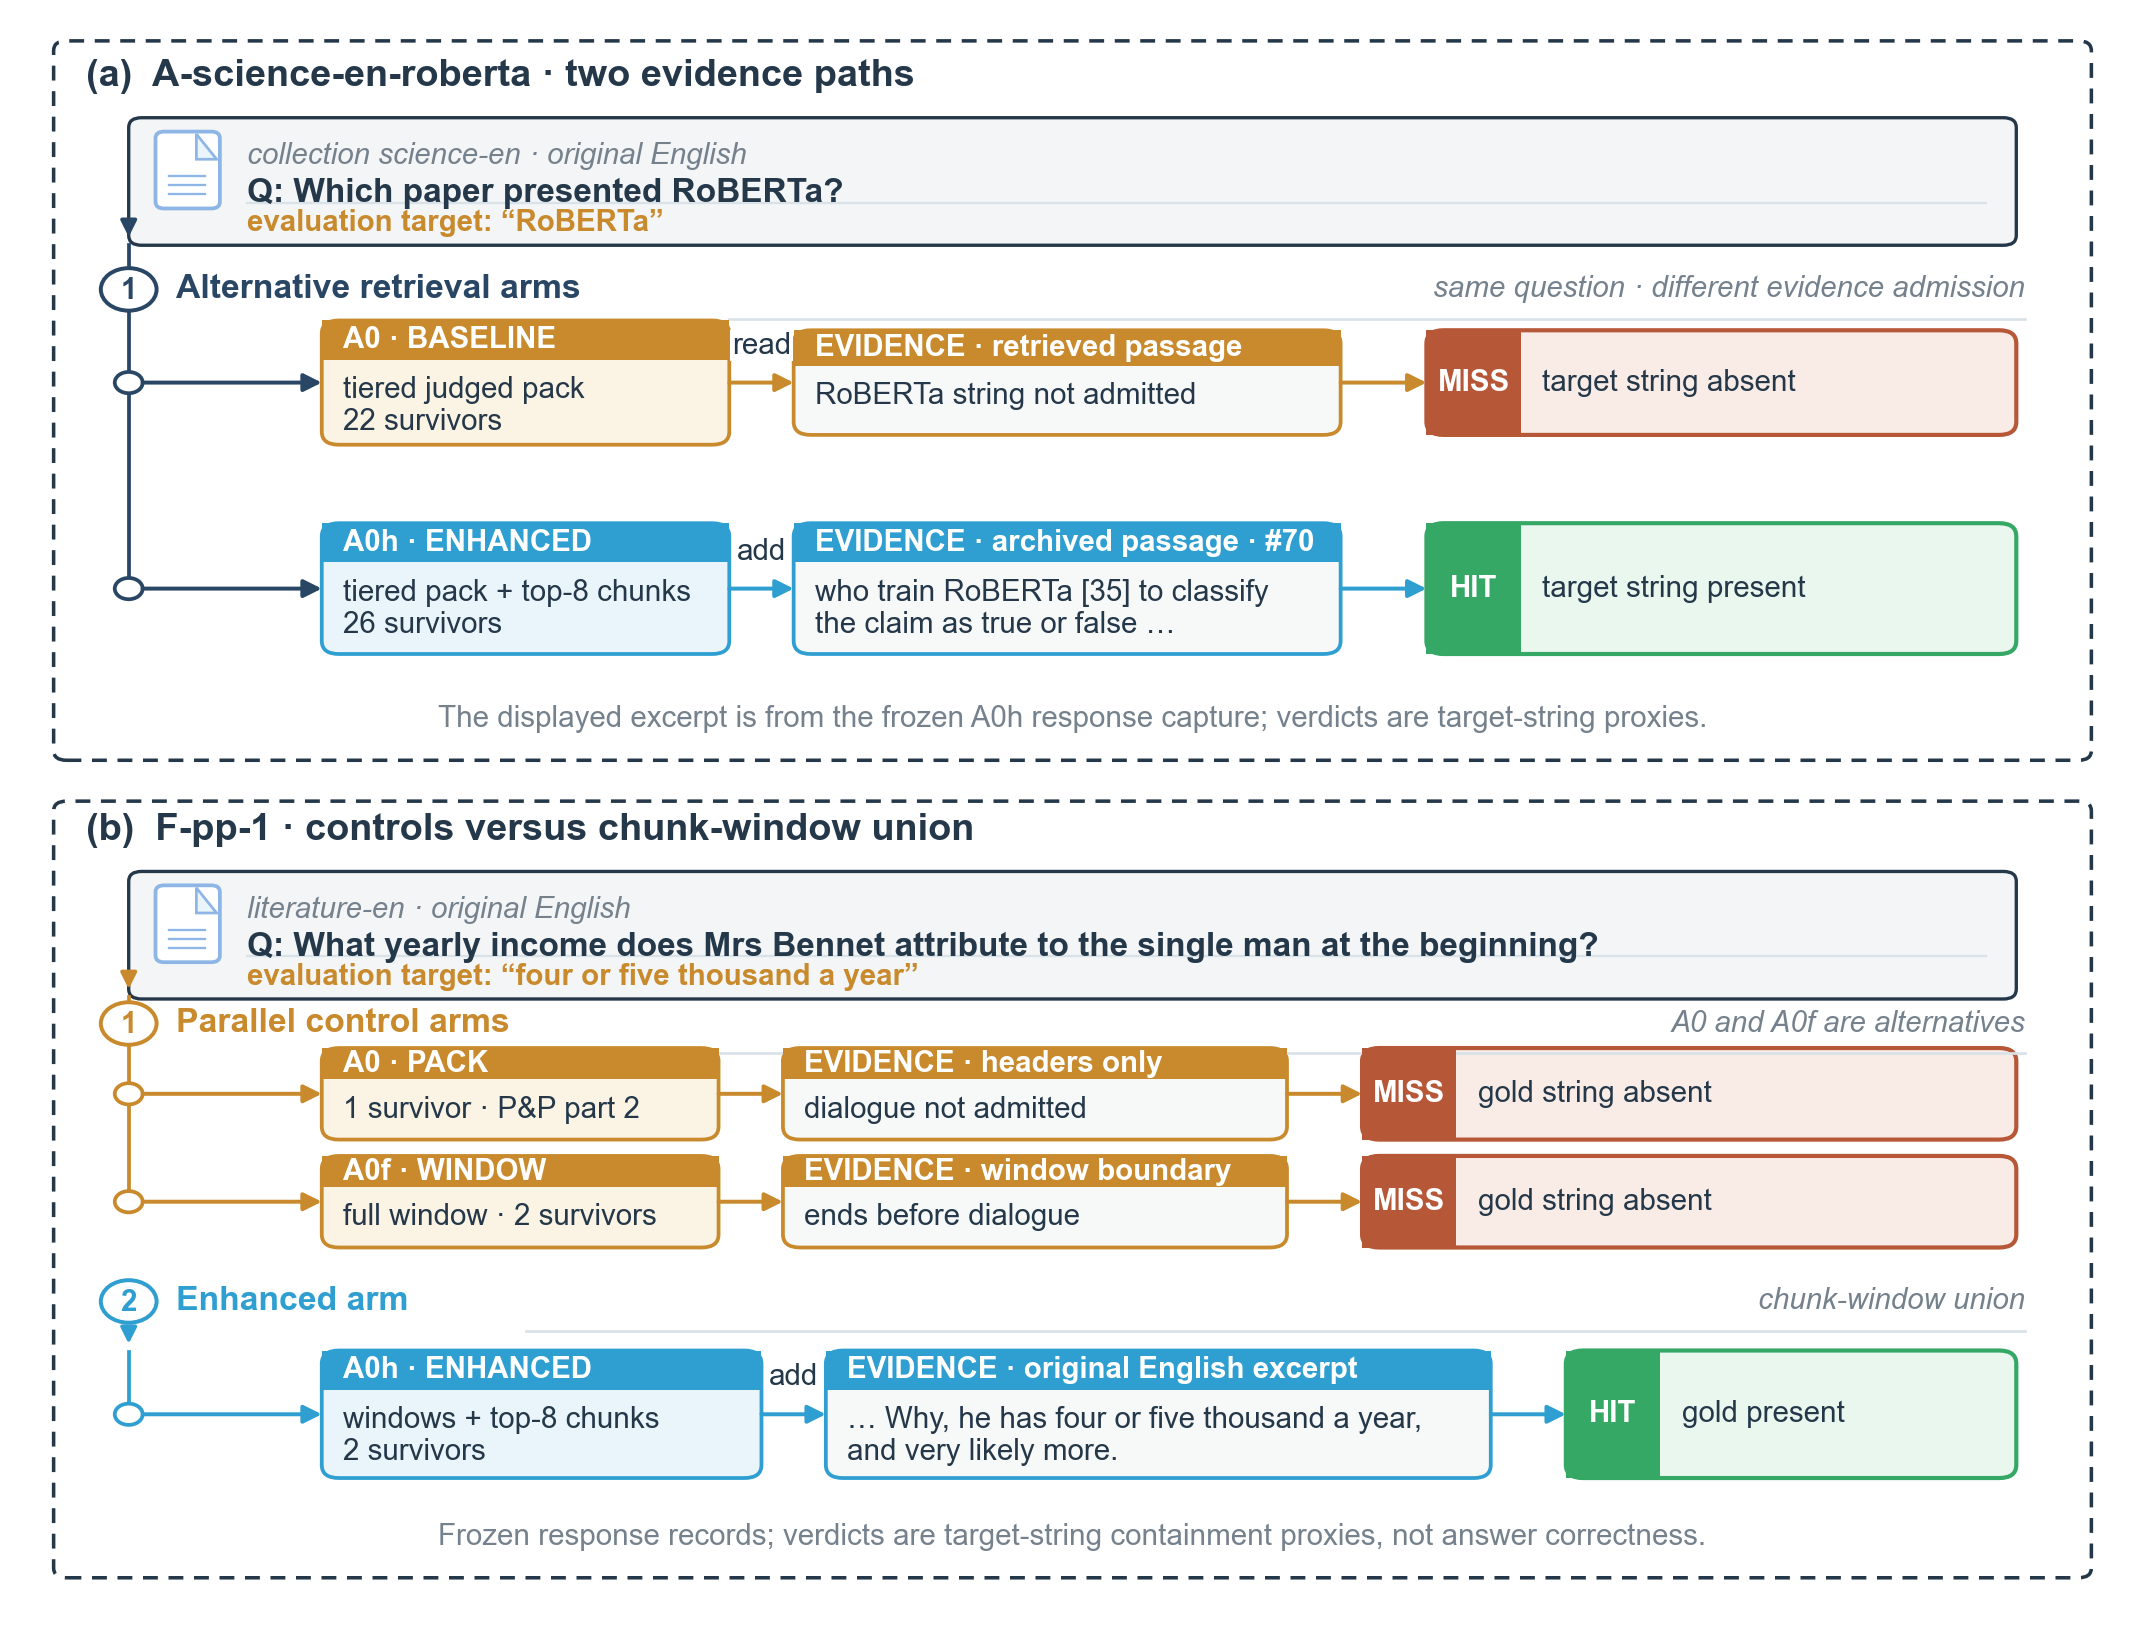 (a) A-science-en-roberta · two evidence paths
collection science-en · original English
Q: Which paper presented RoBERTa?
evaluation target: “RoBERTa”
1 Alternative retrieval arms
same question · different evidence admission
A0 · BASELINE
tiered judged pack
22 survivors
read
EVIDENCE · retrieved passage
RoBERTa string not admitted
MISS target string absent
A0h · ENHANCED
tiered pack + top-8 chunks
26 survivors
add
EVIDENCE · archived passage · #70
who train RoBERTa [35] to classify
the claim as true or false …
HIT target string present
The displayed excerpt is from the frozen A0h response capture; verdicts are target-string proxies.
(b) F-pp-1 · controls versus chunk-window union
literature-en · original English
Q: What yearly income does Mrs Bennet attribute to the single man at the beginning?
evaluation target: “four or five thousand a year”
1 Parallel control arms
A0 and A0f are alternatives
A0 · PACK
1 survivor · P&P part 2
EVIDENCE · headers only
dialogue not admitted
MISS gold string absent
A0f · WINDOW
full window · 2 survivors
EVIDENCE · window boundary
ends before dialogue
MISS gold string absent
2 Enhanced arm
chunk-window union
A0h · ENHANCED
windows + top-8 chunks
2 survivors
add
EVIDENCE · original English excerpt
… Why, he has four or five thousand a year,
and very likely more.
HIT gold present
Frozen response records; verdicts are target-string containment proxies, not answer correctness.